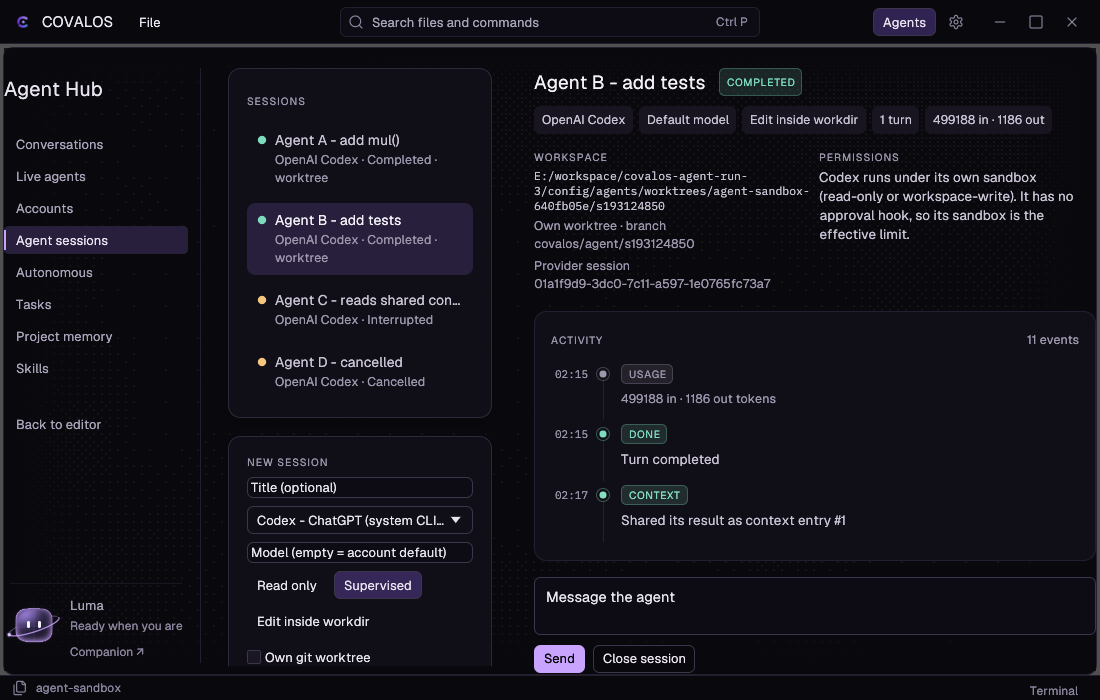 COVALOS
File
Search files and commands
Ctrl P
Agents
Agent Hub
Conversations
Live agents
Accounts
Agent sessions
Autonomous
Tasks
Project memory
Skills
Back to editor
Luma
Ready when you are
Companion ↗
SESSIONS
Agent A - add mul()
OpenAI Codex · Completed ·
worktree
Agent B - add tests
OpenAI Codex · Completed ·
worktree
Agent C - reads shared con...
OpenAI Codex · Interrupted
Agent D - cancelled
OpenAI Codex · Cancelled
NEW SESSION
Title (optional)
Codex - ChatGPT (system CLI...
Model (empty = account default)
Read only
Supervised
Edit inside workdir
Own git worktree
Agent B - add tests
COMPLETED
OpenAI Codex
Default model
Edit inside workdir
1 turn
499188 in · 1186 out
WORKSPACE
E:/workspace/covalos-agent-run-
3/config/agents/worktrees/agent-sandbox-
640fb05e/s193124850
Own worktree · branch
covalos/agent/s193124850
Provider session
01a1f9d9-3dc0-7c11-a597-1e0765fc73a7
PERMISSIONS
Codex runs under its own sandbox
(read-only or workspace-write). It has no
approval hook, so its sandbox is the
effective limit.
ACTIVITY
11 events
02:15
USAGE
499188 in · 1186 out tokens
02:15
DONE
Turn completed
02:17
CONTEXT
Shared its result as context entry #1
Message the agent
Send
Close session
agent-sandbox
Terminal